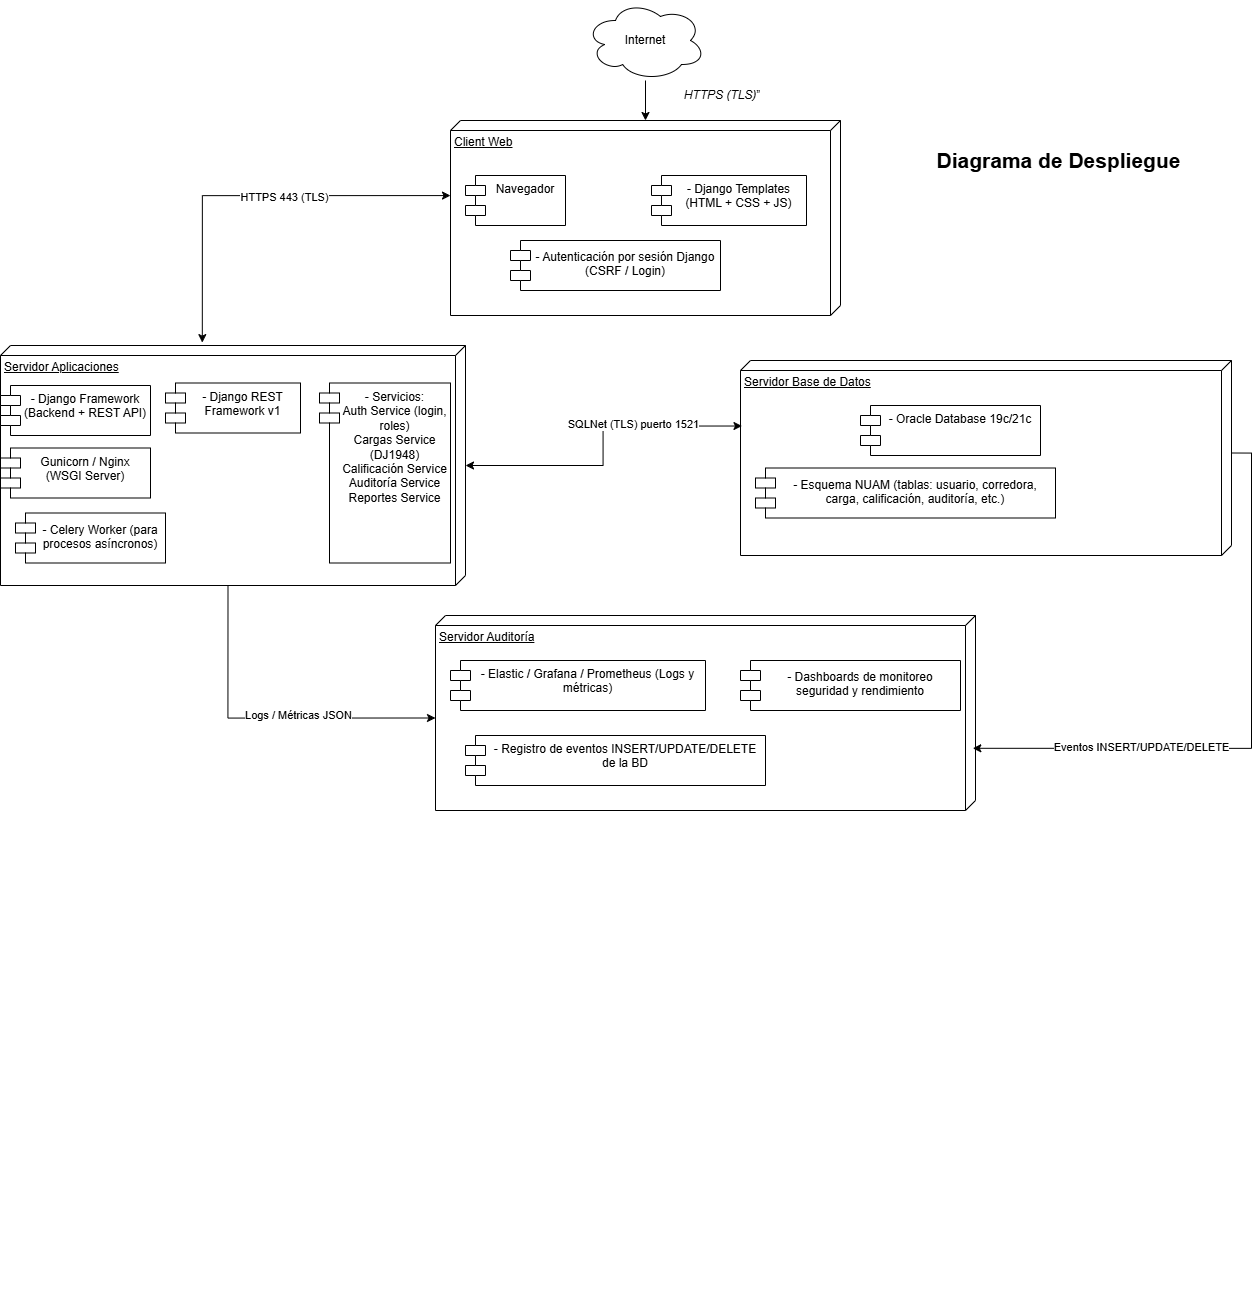 Internet
HTTPS (TLS)”
Diagrama de Despliegue
Client Web
Navegador
- Django Templates
(HTML + CSS + JS)
- Autenticación por sesión Django
(CSRF / Login)
HTTPS 443 (TLS)
Servidor Aplicaciones
- Django Framework
(Backend + REST API)
- Django REST
Framework v1
- Servicios:
Auth Service (login,
roles)
Cargas Service
(DJ1948)
Calificación Service
Auditoría Service
Reportes Service
Gunicorn / Nginx
(WSGI Server)
- Celery Worker (para
procesos asíncronos)
SQLNet (TLS) puerto 1521
Servidor Base de Datos
- Oracle Database 19c/21c
- Esquema NUAM (tablas: usuario, corredora,
carga, calificación, auditoría, etc.)
Servidor Auditoría
- Elastic / Grafana / Prometheus (Logs y
métricas)
- Dashboards de monitoreo
seguridad y rendimiento
- Registro de eventos INSERT/UPDATE/DELETE
de la BD
Logs / Métricas JSON
Eventos INSERT/UPDATE/DELETE